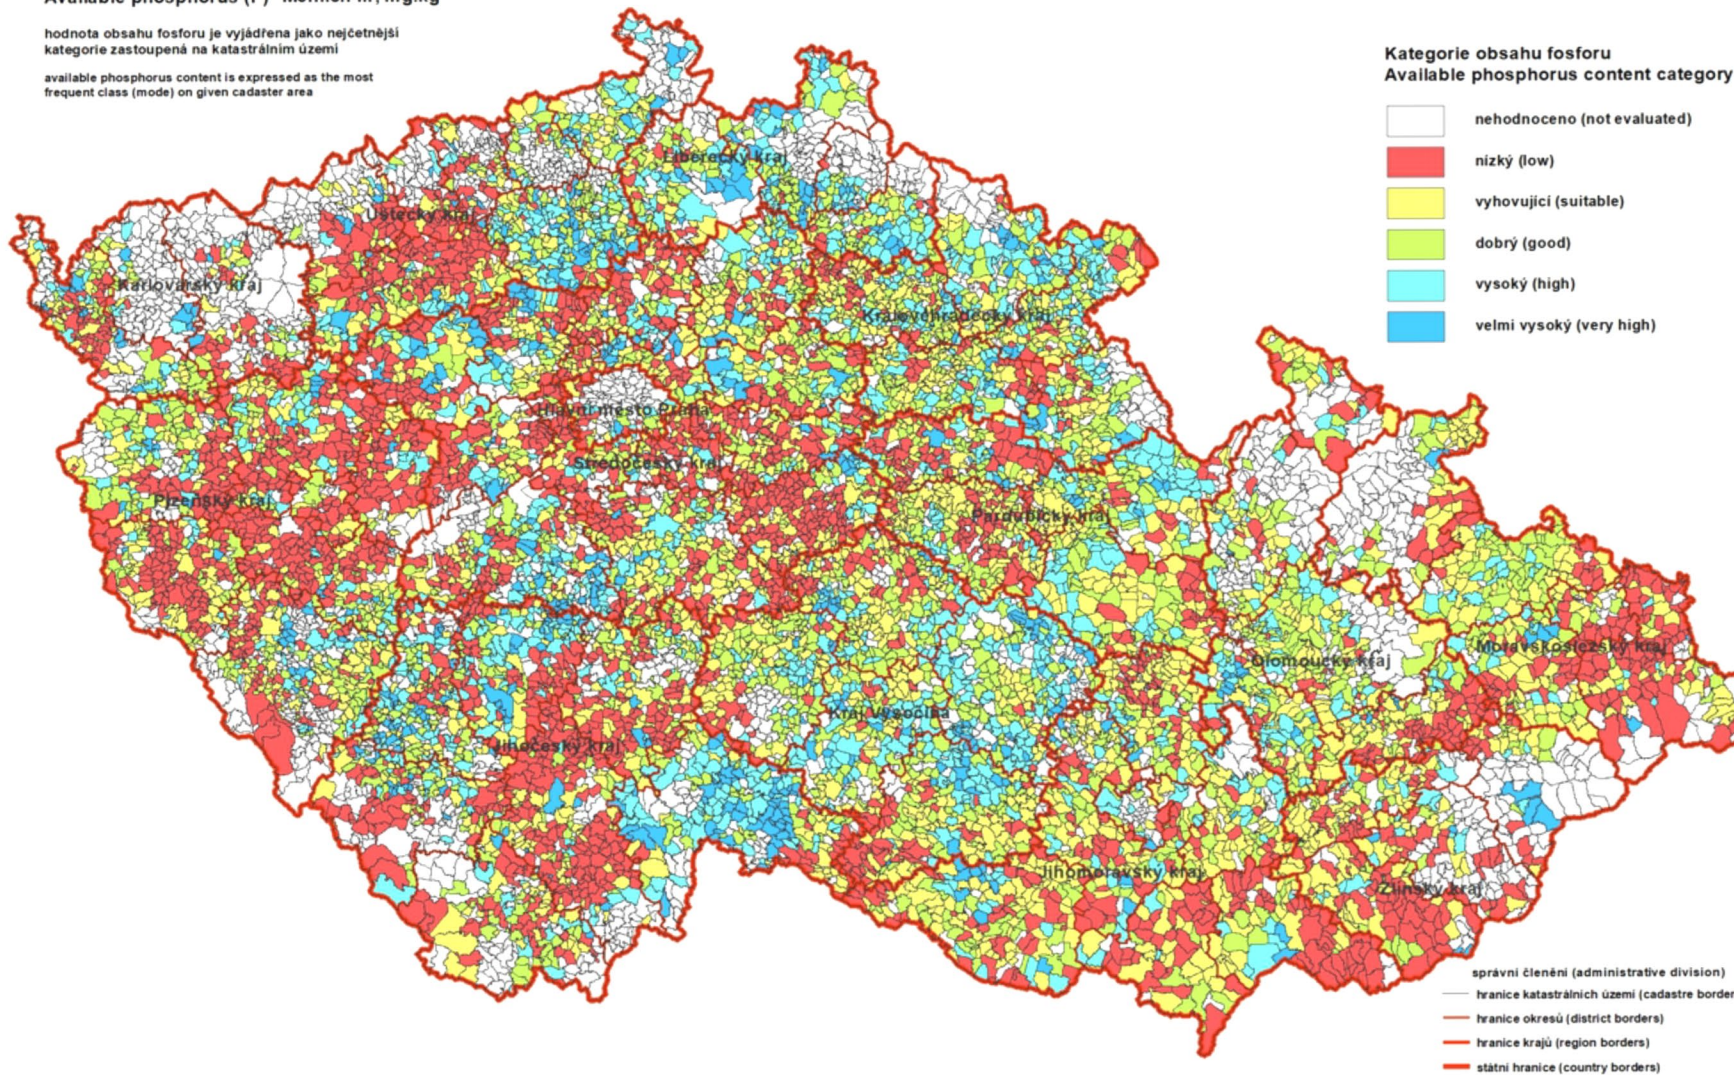 hodnota obsahu fosforu je vyjádřena jako nejčetnější
kategorie zastoupená na katastrálním území
available phosphorus content is expressed as the most
frequent class (mode) on given cadaster area
Kategorie obsahu fosforu
Available phosphorus content category
nehodnoceno (not evaluated)
nízký (low)
vyhovující (suitable)
dobrý (good)
vysoký (high)
velmi vysoký (very high)
Liberecký kraj
Ústecký kraj
Karlovarský kraj
Královéhradecký kraj
Hlavní město Praha
Středočeský kraj
Plzeňský kraj
Pardubický kraj
Moravskoslezský kraj
Olomoucký kraj
Kraj Vysočina
Jihočeský kraj
Jihomoravský kraj
Zlínský kraj
správní členění (administrative division)
hranice katastrálních území (cadastre border
hranice okresů (district borders)
hranice krajů (region borders)
státní hranice (country borders)